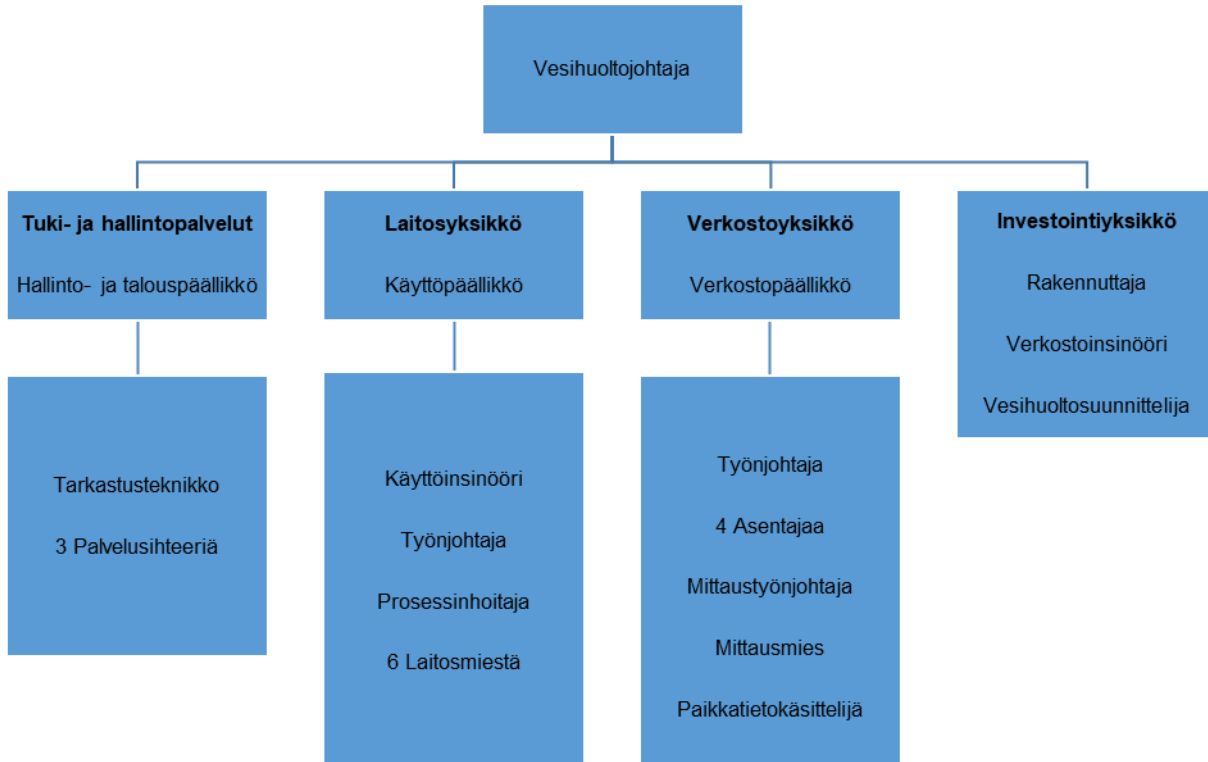 Vesihuoltojohtaja
Tuki- ja hallintopalvelut
Hallinto- ja talouspäällikkö
Tarkastusteknikko
3 Palvelusihteeriä
Laitosyksikkö
Käyttöpäällikkö
Käyttöinsinööri
Työnjohtaja
Prosessinhoitaja
6 Laitosmiestä
Verkostoyksikkö
Verkostopäällikkö
Työnjohtaja
4 Asentajaa
Mittaustyönjohtaja
Mittausmies
Paikkatietokäsittelijä
Investointiyksikkö
Rakennuttaja
Verkostoinsinööri
Vesihuoltosuunnittelija